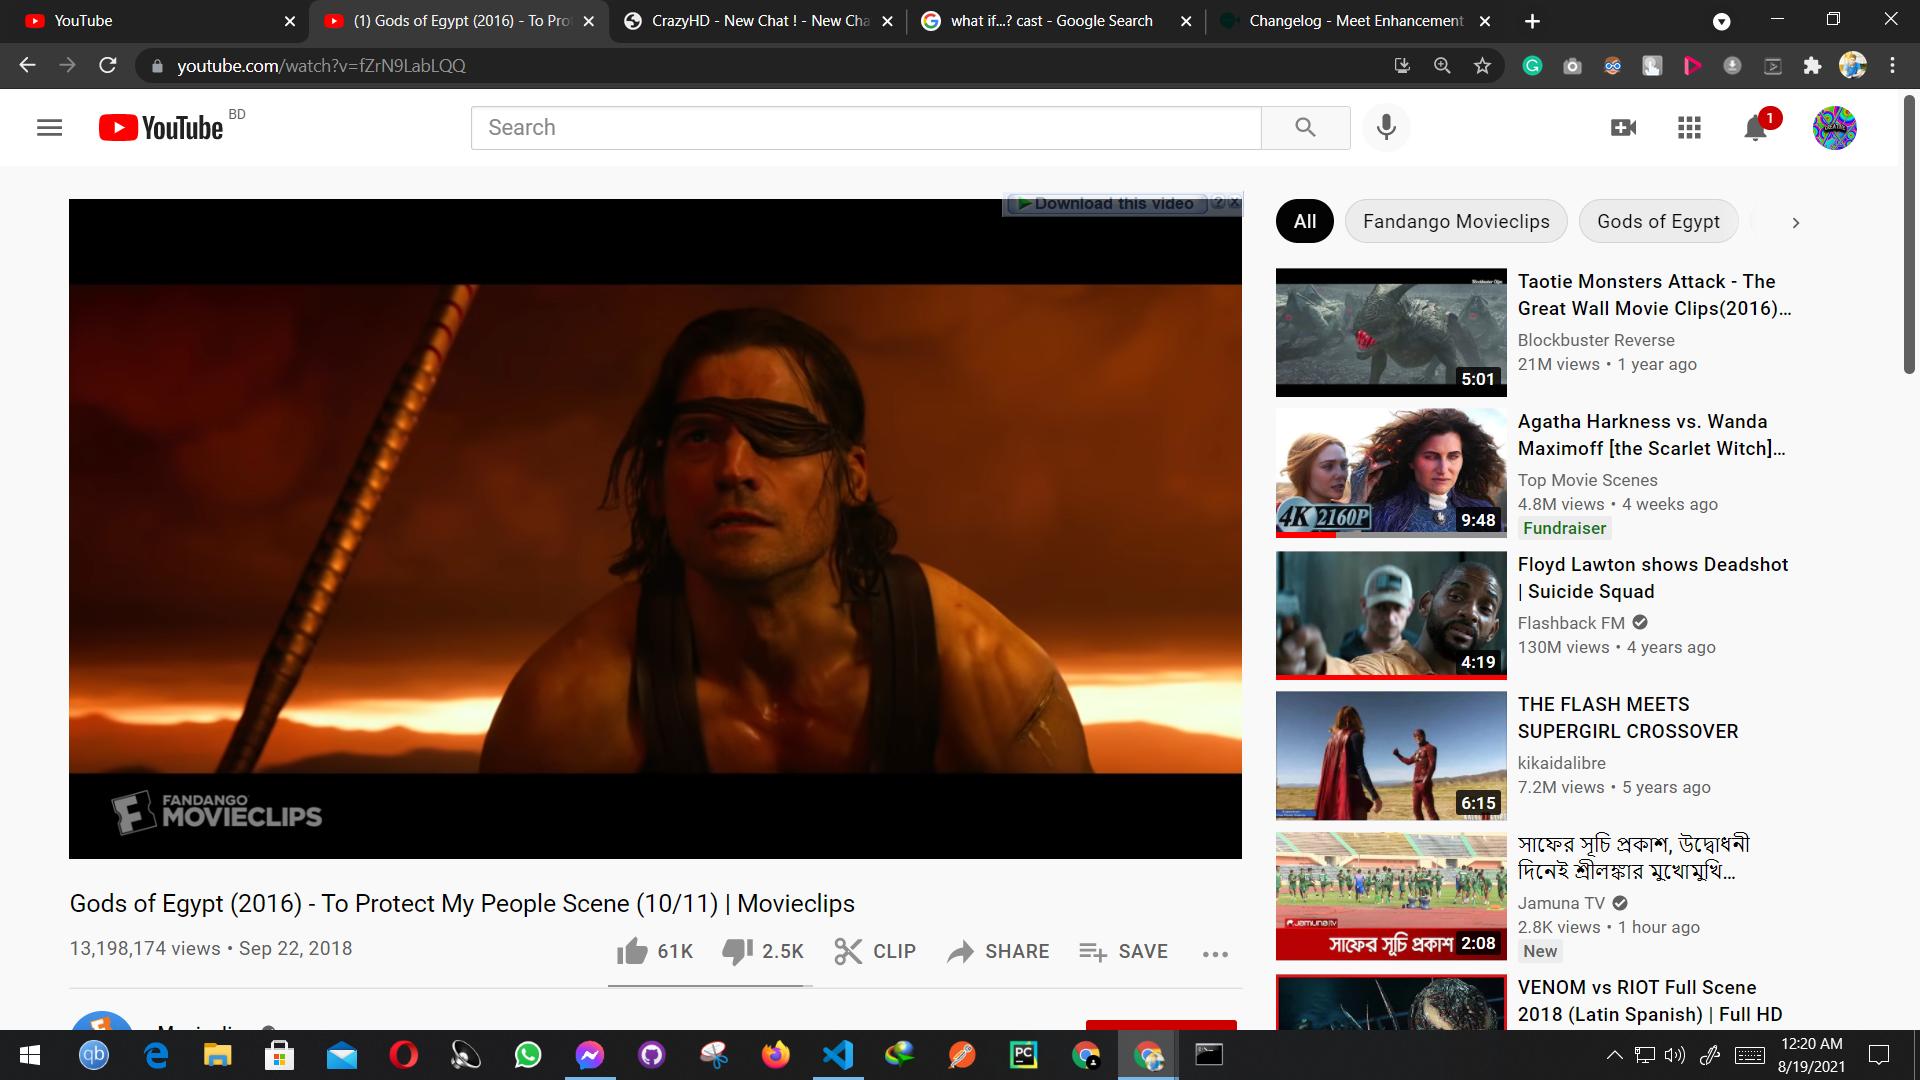 YouTube
(1) Gods of Egypt (2016) - To Pro
CrazyHD - New Chat ! - New Cha
what if...? cast - Google Search
Changelog - Meet Enhancement
youtube.com/watch?v=fZrN9LabLQQ
YouTube BD
Search
1
Download this video
All
Fandango Movieclips
Gods of Egypt
FANDANGO
MOVIECLIPS
Gods of Egypt (2016) - To Protect My People Scene (10/11) | Movieclips
13,198,174 views • Sep 22, 2018
61K
2.5K
CLIP
SHARE
SAVE
5:01
Taotie Monsters Attack - The
Great Wall Movie Clips(2016)...
Blockbuster Reverse
21M views • 1 year ago
4K 2160P
9:48
Agatha Harkness vs. Wanda
Maximoff [the Scarlet Witch]...
Top Movie Scenes
4.8M views • 4 weeks ago
Fundraiser
4:19
Floyd Lawton shows Deadshot
| Suicide Squad
Flashback FM
130M views • 4 years ago
6:15
THE FLASH MEETS
SUPERGIRL CROSSOVER
kikaidalibre
7.2M views • 5 years ago
Jamuna TV
সাফের সূচি প্রকাশ
2:08
সাফের সূচি প্রকাশ, উদ্বোধনী
দিনেই শ্রীলঙ্কার মুখোমুখি...
Jamuna TV
2.8K views • 1 hour ago
New
VENOM vs RIOT Full Scene
2018 (Latin Spanish) | Full HD
qb
PC
12:20 AM
8/19/2021